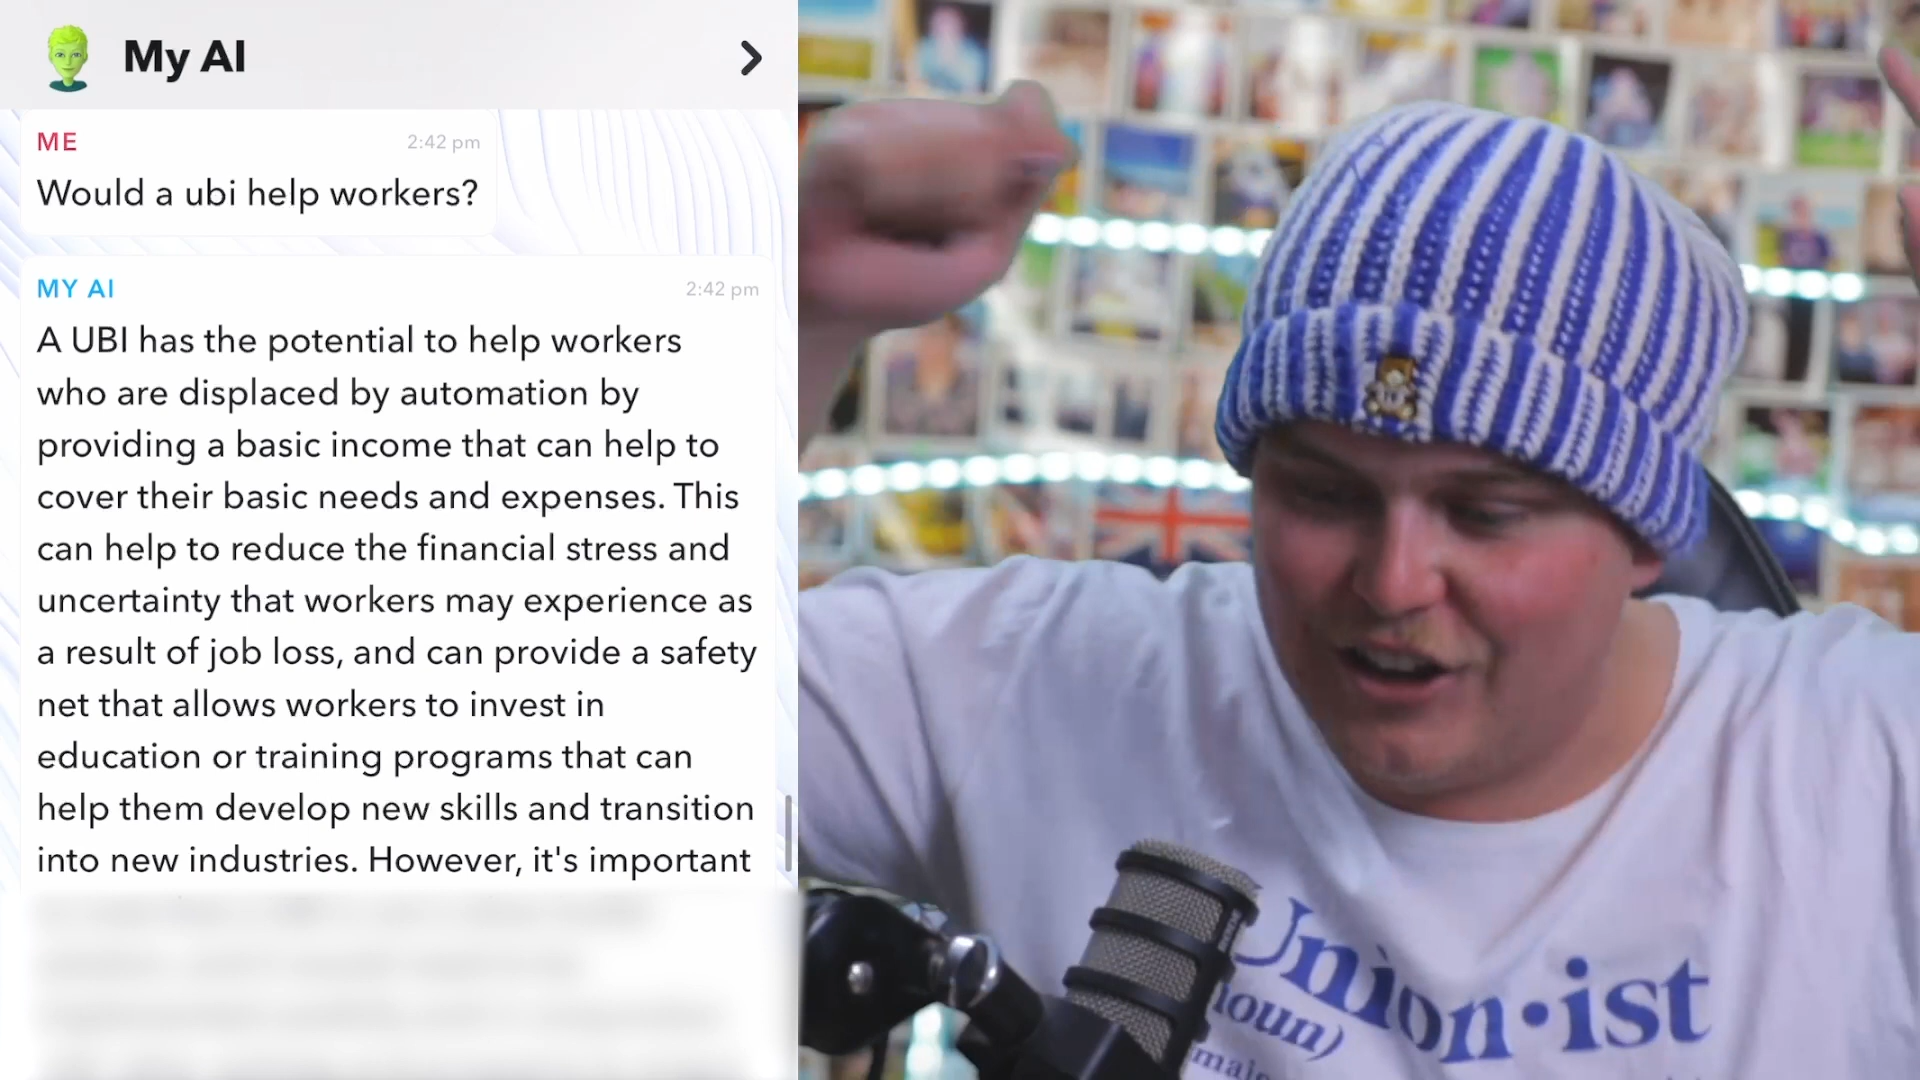 My AI
ME 2:42 pm
Would a ubi help workers?
MY AI 2:42 pm
A UBI has the potential to help workers
who are displaced by automation by
providing a basic income that can help to
cover their basic needs and expenses. This
can help to reduce the financial stress and
uncertainty that workers may experience as
a result of job loss, and can provide a safety
net that allows workers to invest in
education or training programs that can
help them develop new skills and transition
into new industries. However, it's important
Union•ist
noun)